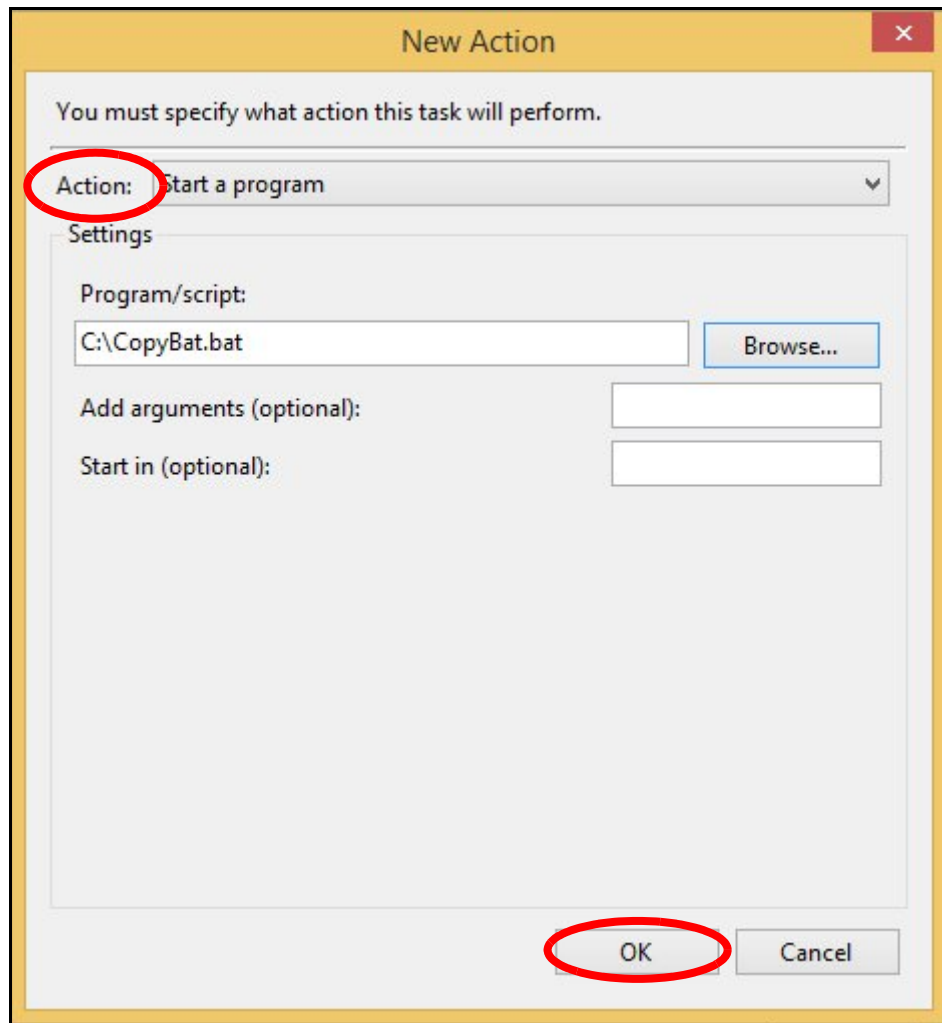 New Action
You must specify what action this task will perform.
Action: Start a program
Settings
Program/script:
C:\CopyBat.bat Browse...
Add arguments (optional):
Start in (optional):
OK Cancel